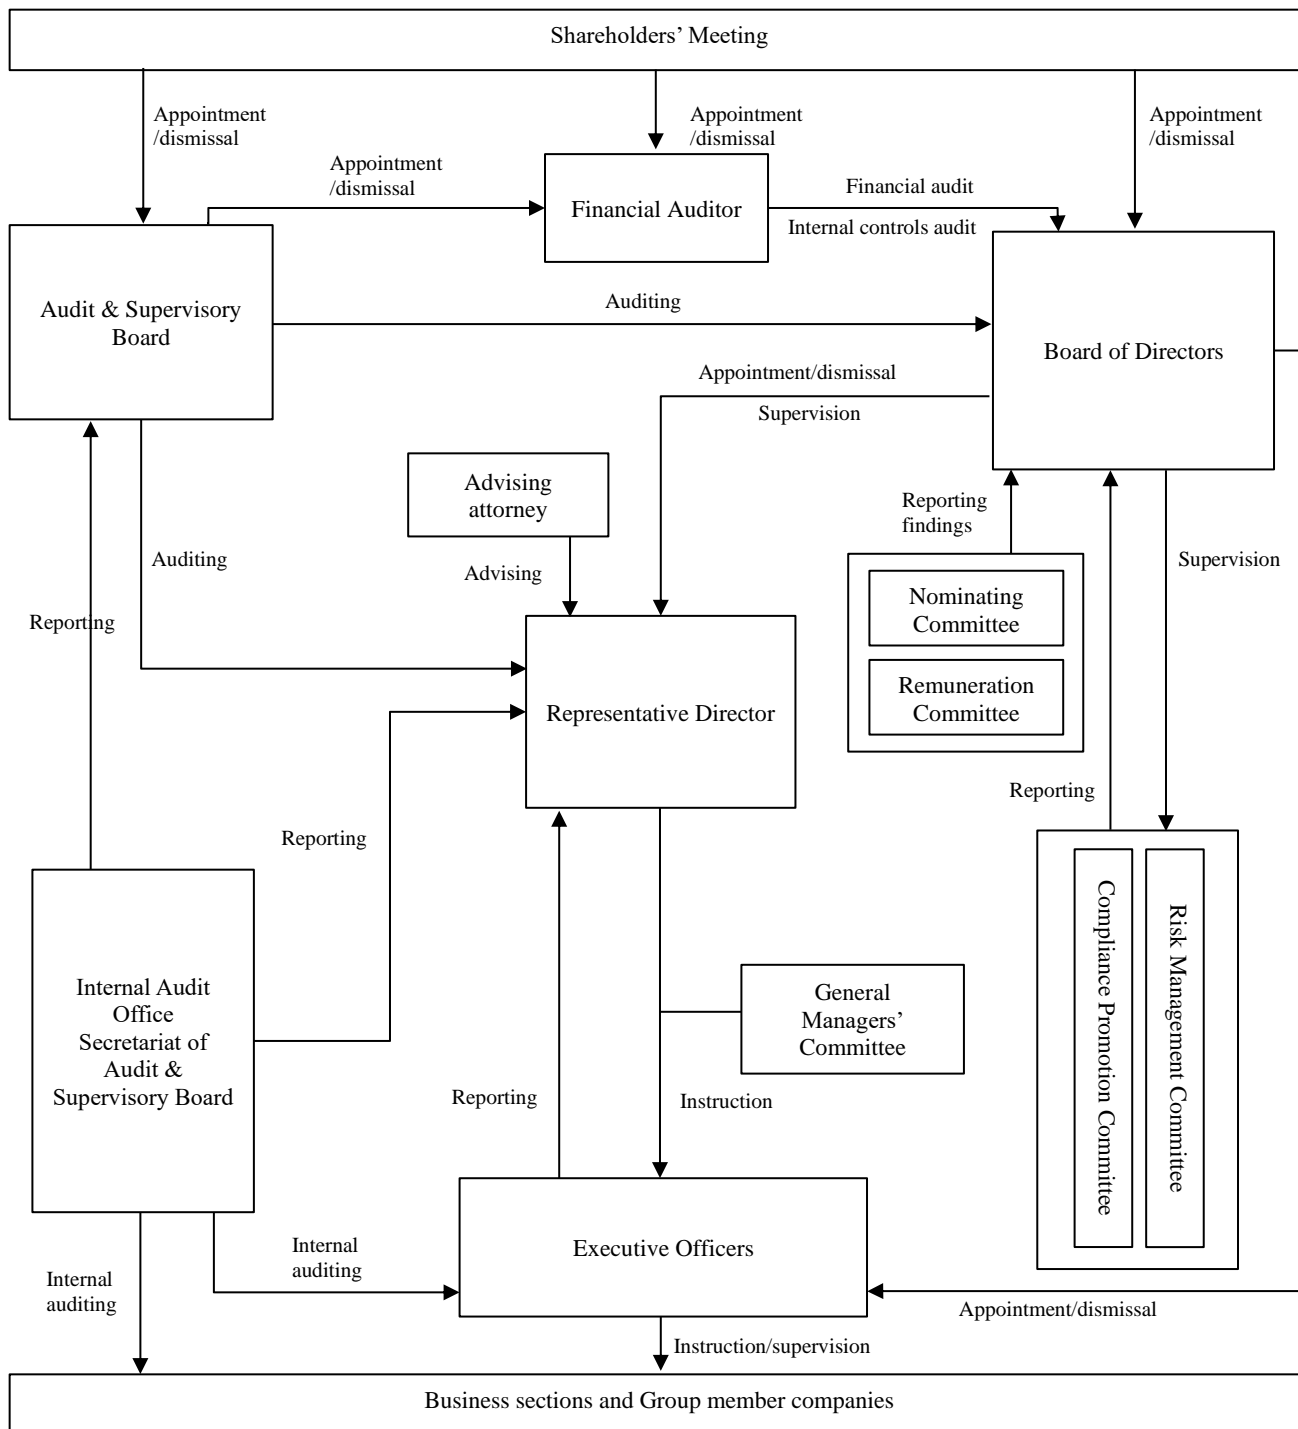 Shareholders’ Meeting
Appointment
/dismissal
Appointment
/dismissal
Appointment
/dismissal
Appointment
/dismissal
Financial Auditor
Financial audit
Internal controls audit
Audit & Supervisory
Board
Auditing
Board of Directors
Appointment/dismissal
Supervision
Advising
attorney
Advising
Reporting
findings
Supervision
Auditing
Reporting
Nominating
Committee
Remuneration
Committee
Representative Director
Reporting
Reporting
Compliance Promotion Committee
Risk Management Committee
Internal Audit
Office
Secretariat of
Audit &
Supervisory Board
General
Managers’
Committee
Reporting
Instruction
Executive Officers
Internal
auditing
Internal
auditing
Appointment/dismissal
Instruction/supervision
Business sections and Group member companies